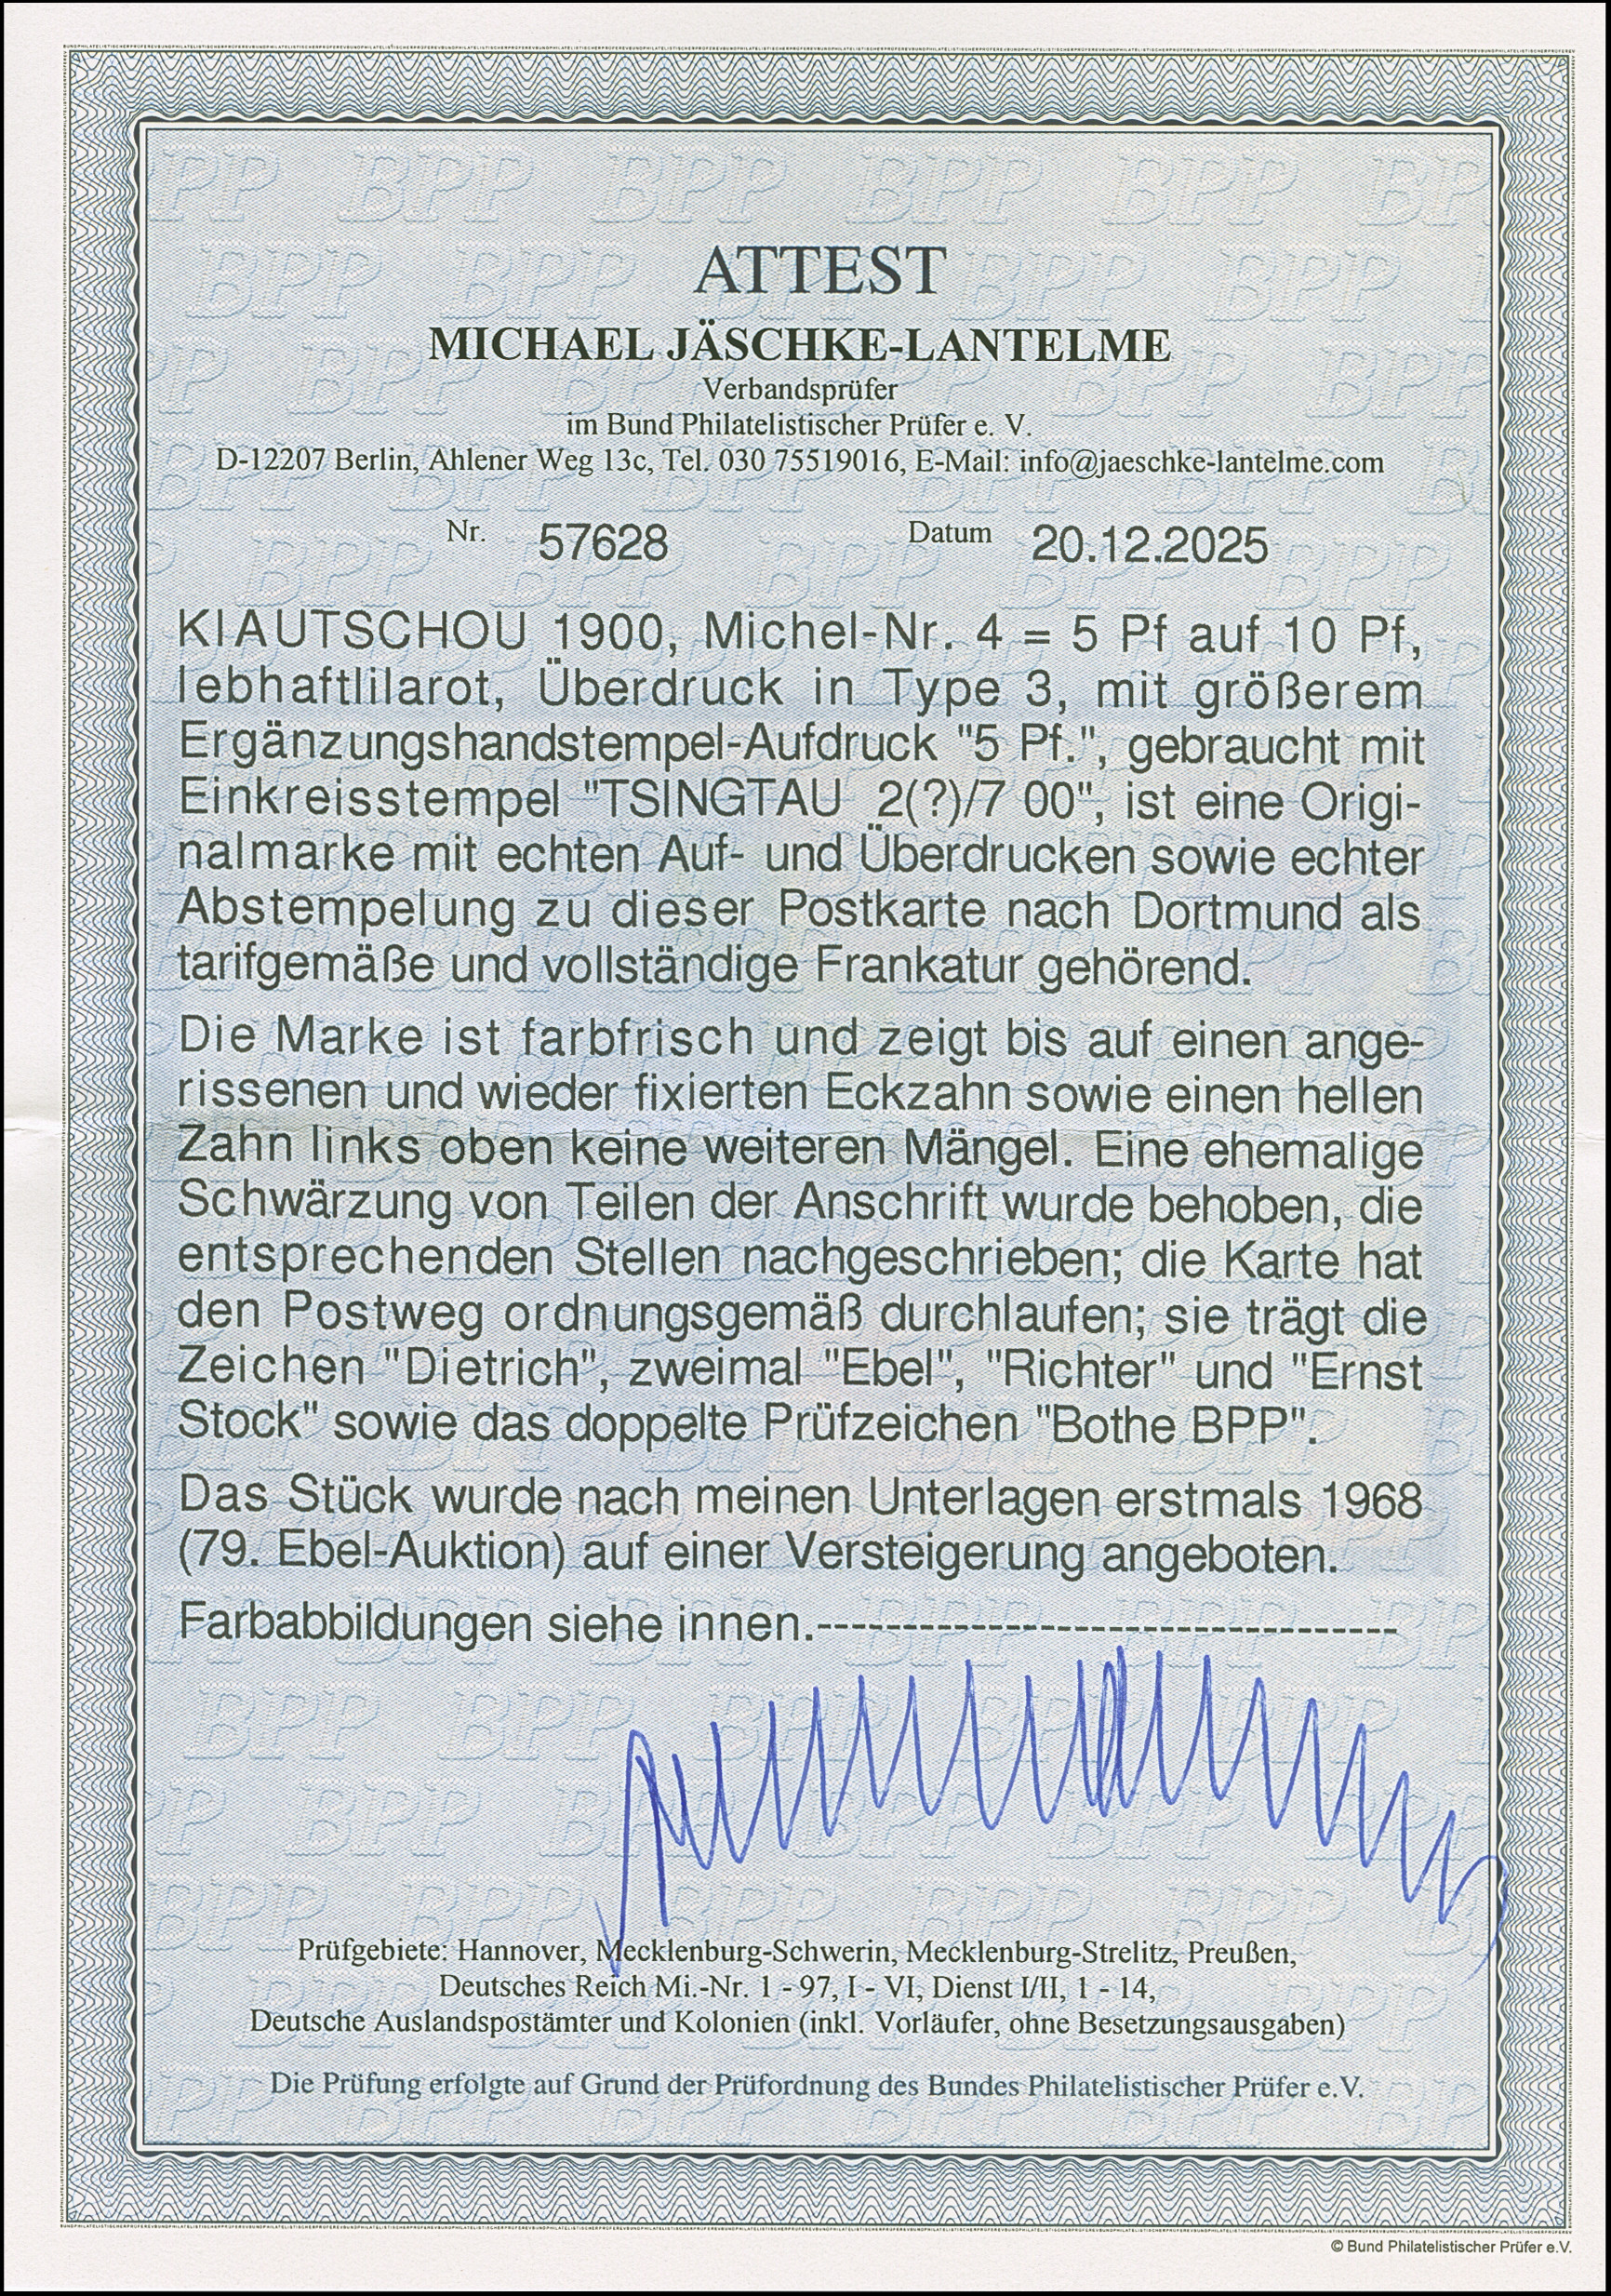 ATTEST
MICHAEL JÄSCHKE-LANTELME
Verbandsprüfer
im Bund Philatelistischer Prüfer e. V.
D-12207 Berlin, Ahlener Weg 13c, Tel. 030 75519016, E-Mail: info@jaeschke-lantelme.com
Nr. 57628 Datum 20.12.2025
KIAUTSCHOU 1900, Michel-Nr. 4 = 5 Pf auf 10 Pf,
lebhaftlilarot, Überdruck in Type 3, mit größerem
Ergänzungshandstempel-Aufdruck "5 Pf.", gebraucht mit
Einkreisstempel "TSINGTAU 2(?)/7 00", ist eine Origi-
nalmarke mit echten Auf- und Überdrucken sowie echter
Abstempelung zu dieser Postkarte nach Dortmund als
tarifgemäße und vollständige Frankatur gehörend.
Die Marke ist farbfrisch und zeigt bis auf einen ange-
rissenen und wieder fixierten Eckzahn sowie einen hellen
Zahn links oben keine weiteren Mängel. Eine ehemalige
Schwärzung von Teilen der Anschrift wurde behoben, die
entsprechenden Stellen nachgeschrieben; die Karte hat
den Postweg ordnungsgemäß durchlaufen; sie trägt die
Zeichen "Dietrich", zweimal "Ebel", "Richter" und "Ernst
Stock" sowie das doppelte Prüfzeichen "Bothe BPP".
Das Stück wurde nach meinen Unterlagen erstmals 1968
(79. Ebel-Auktion) auf einer Versteigerung angeboten.
Farbabbildungen siehe innen.----------------------------------
Prüfgebiete: Hannover, Mecklenburg-Schwerin, Mecklenburg-Strelitz, Preußen,
Deutsches Reich Mi.-Nr. 1 - 97, I - VI, Dienst I/II, 1 - 14,
Deutsche Auslandspostämter und Kolonien (inkl. Vorläufer, ohne Besetzungsausgaben)
Die Prüfung erfolgte auf Grund der Prüfordnung des Bundes Philatelistischer Prüfer e.V.
© Bund Philatelistischer Prüfer e.V.